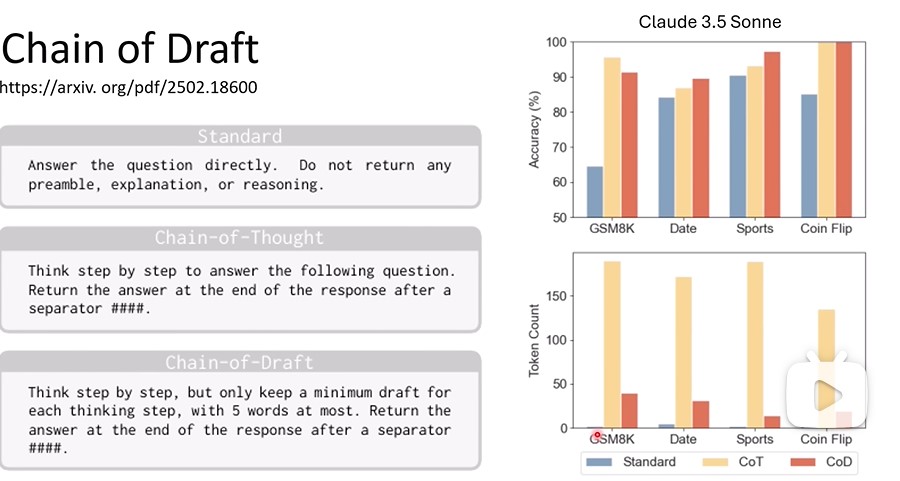 Chain of Draft
https://arxiv. org/pdf/2502.18600
Standard
Answer the question directly. Do not return any
preamble, explanation, or reasoning.
Chain-of-Thought
Think step by step to answer the following question.
Return the answer at the end of the response after a
separator ####.
Chain-of-Draft
Think step by step, but only keep a minimum draft for
each thinking step, with 5 words at most. Return the
answer at the end of the response after a separator
####.
Claude 3.5 Sonne
Accuracy (%)
100
90
80
70
60
50
GSM8K Date Sports Coin Flip
Token Count
150
100
50
0
GSM8K Date Sports Coin Flip
Standard CoT CoD